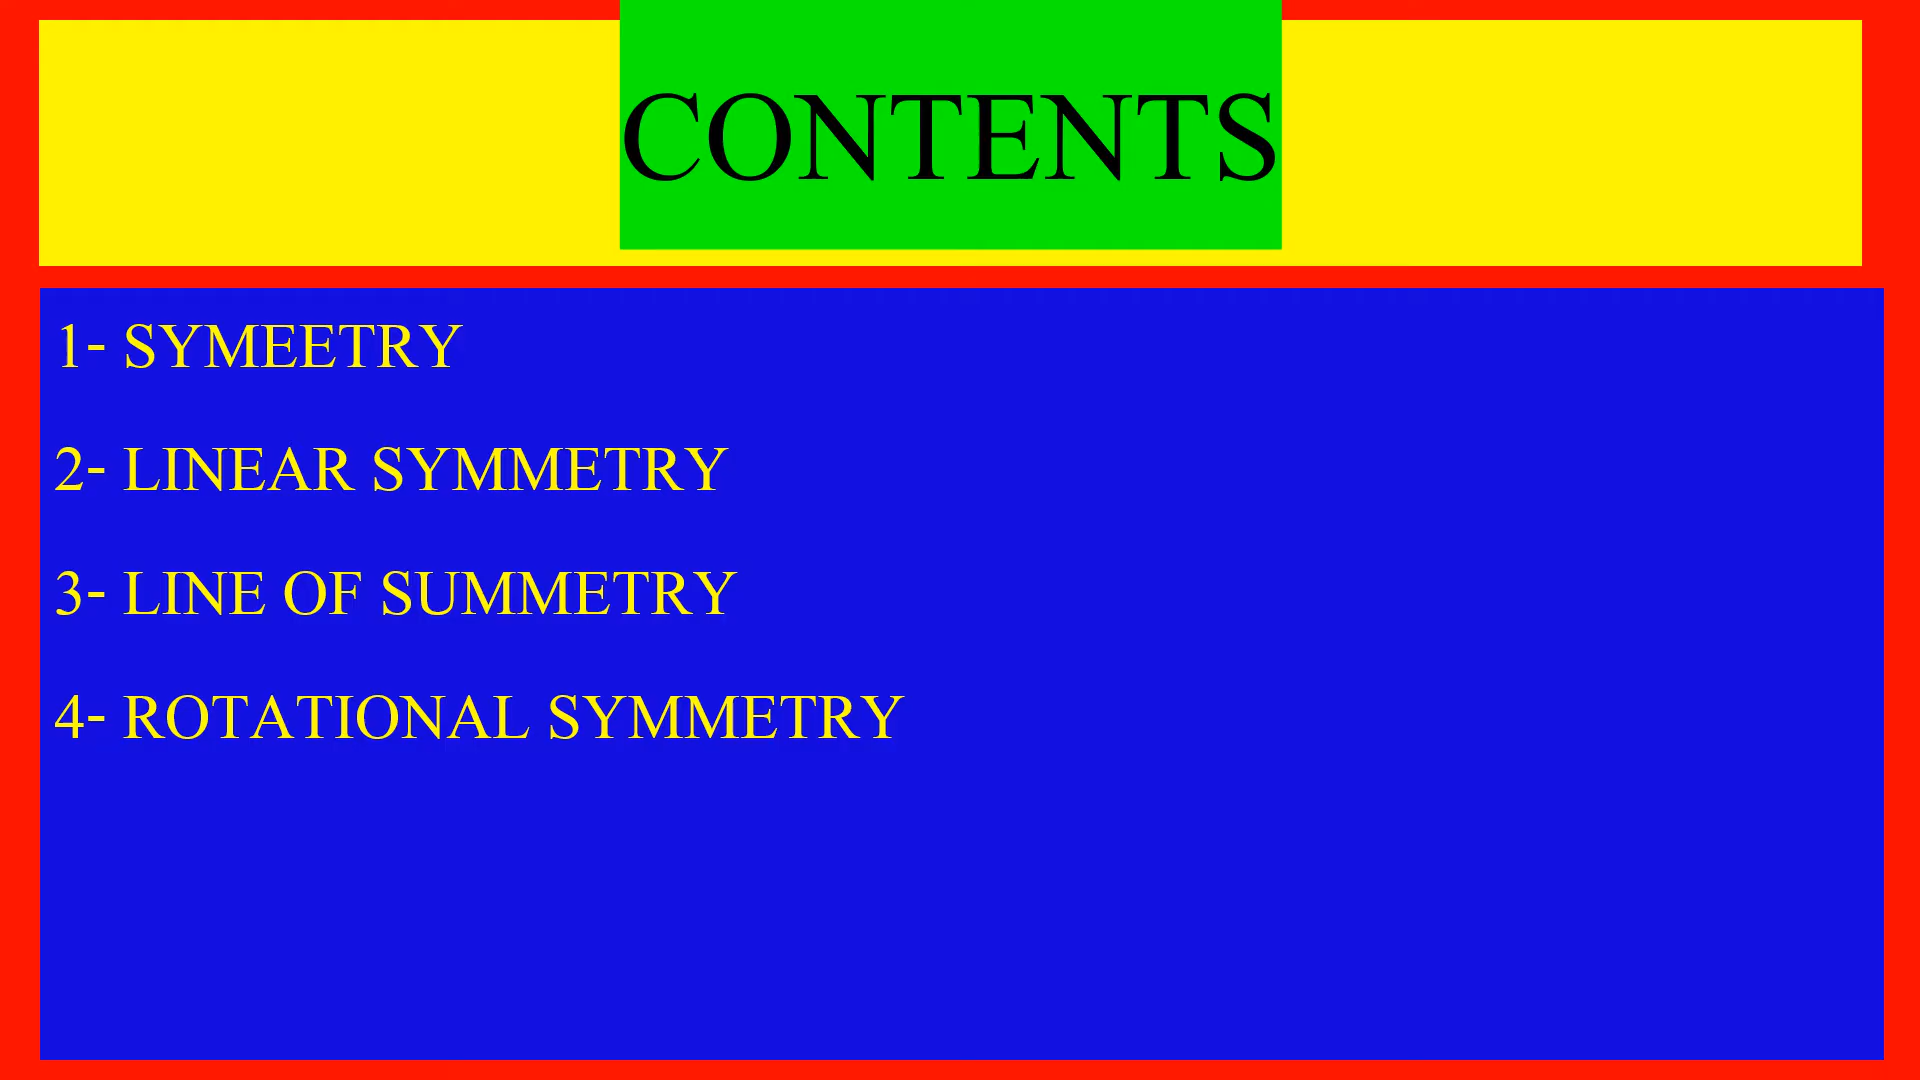 CONTENTS
1- SYMEETRY
2- LINEAR SYMMETRY
3- LINE OF SUMMETRY
4- ROTATIONAL SYMMETRY